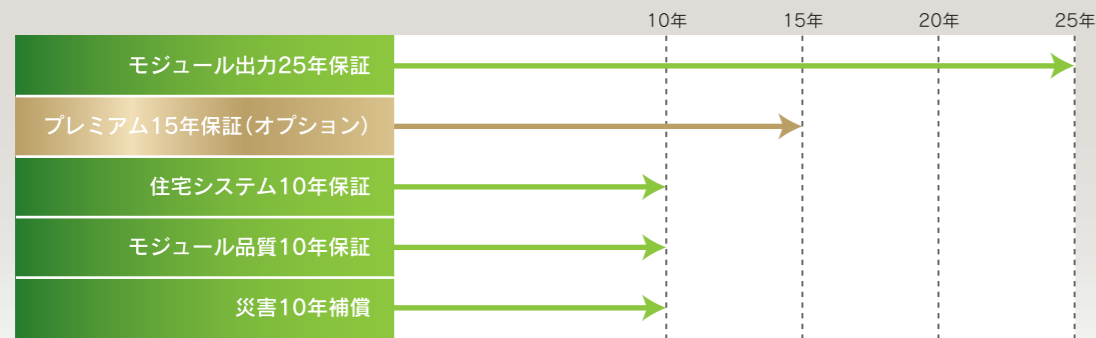 10年 15年 20年 25年
モジュール出力25年保証
プレミアム15年保証(オプション)
住宅システム10年保証
モジュール品質10年保証
災害10年補償